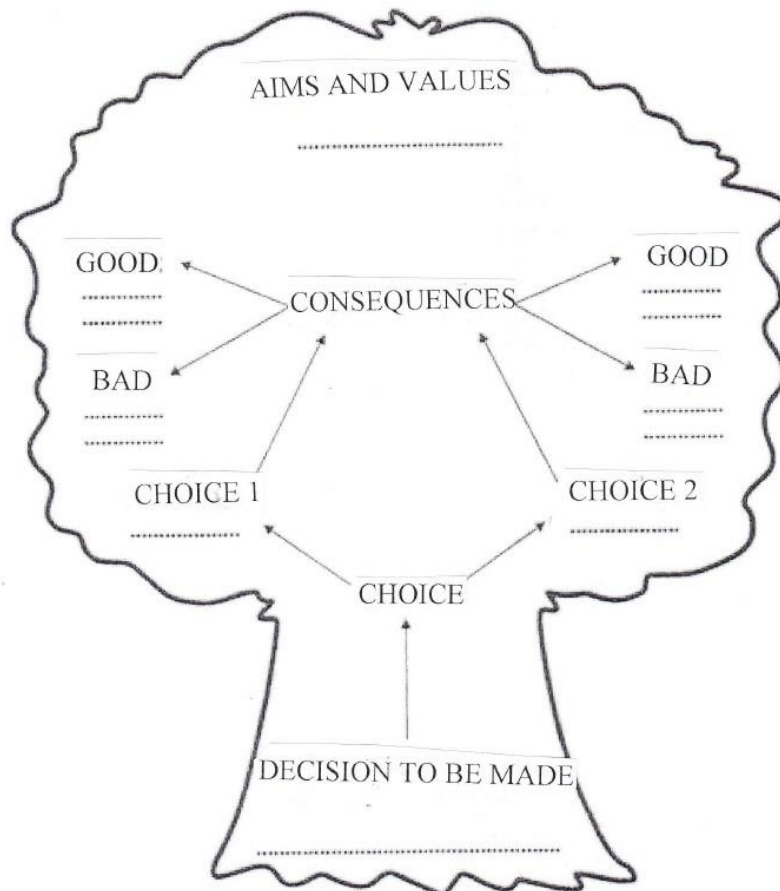 AIMS AND VALUES
GOOD
GOOD
CONSEQUENCES
BAD
BAD
CHOICE 1
CHOICE 2
CHOICE
DECISION TO BE MADE